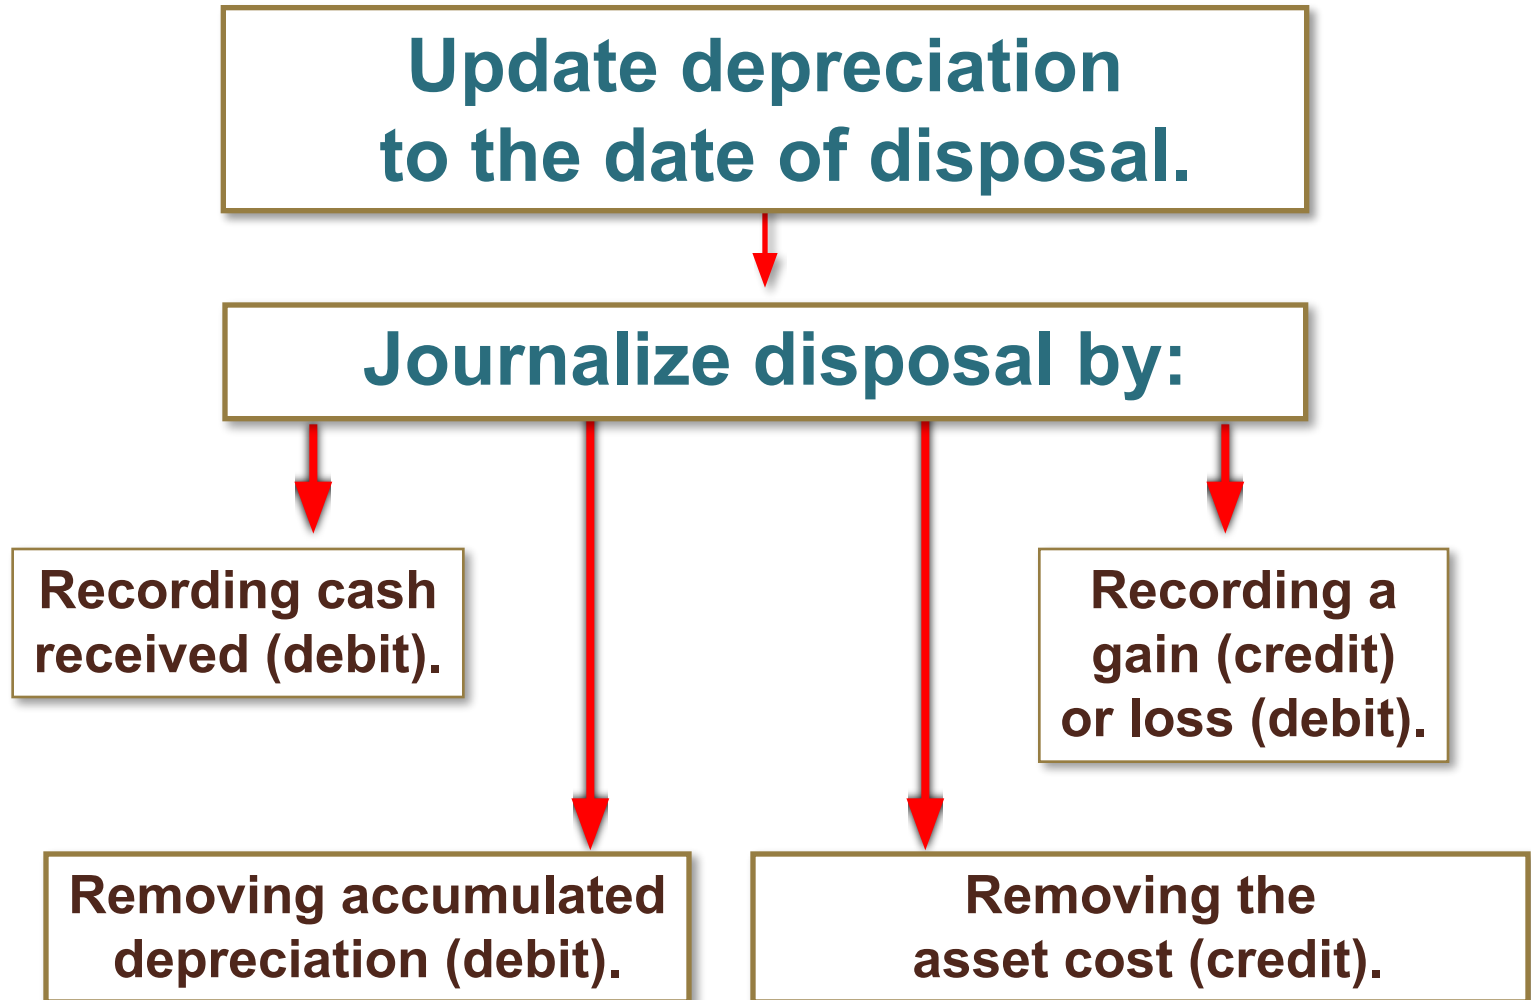 Update depreciation
to the date of disposal.
Journalize disposal by:
Recording cash
received (debit).
Recording a
gain (credit)
or loss (debit).
Removing accumulated
depreciation (debit).
Removing the
asset cost (credit).